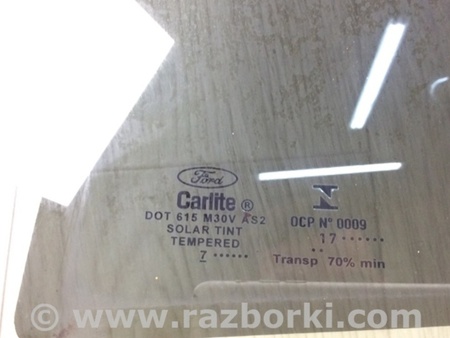 Ford
Carlite ®
DOT 615 M30V AS2
SOLAR TINT
TEMPERED
7 ······
N
OCP Nº 0009
17 ······
··
Transp 70% min
www.razborki.com